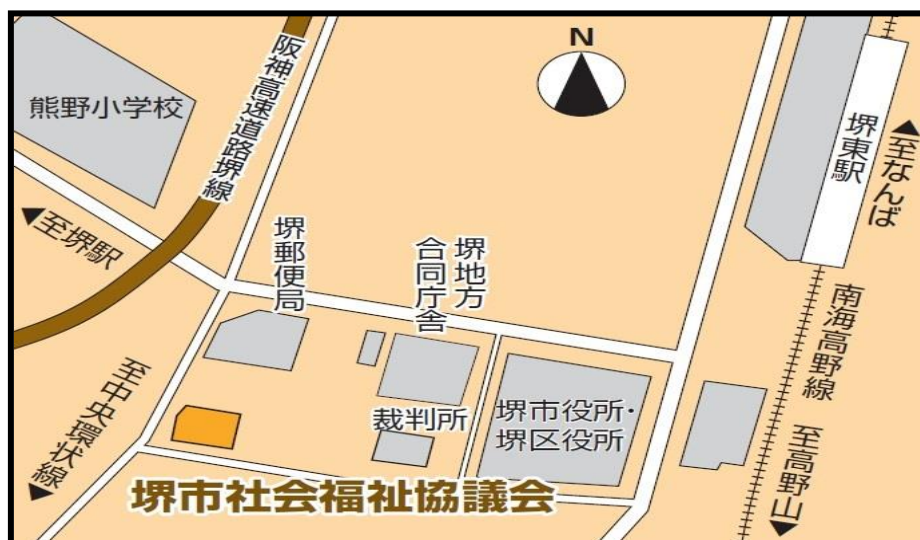 N
熊野小学校
阪神高速道路堺線
堺東駅
至なんば
至堺駅
堺郵便局
堺地方
合同庁舎
南海高野線
至中央環状線
裁判所
堺市役所・
堺区役所
至高野山
堺市社会福祉協議会